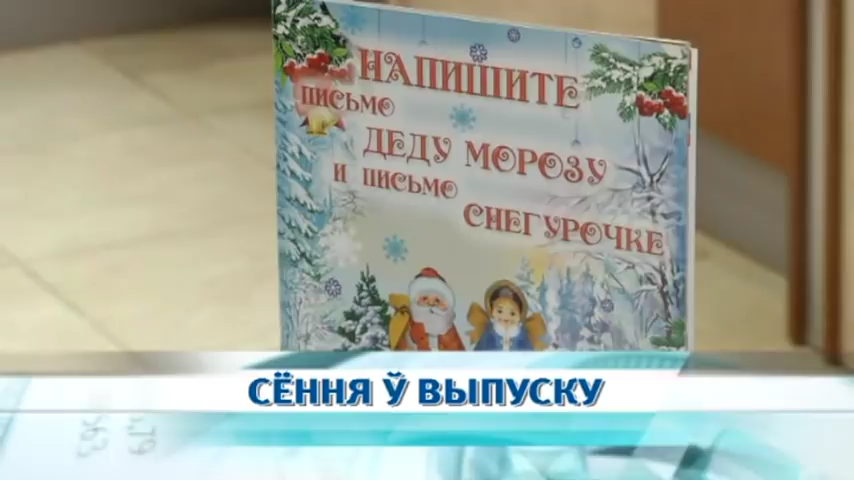 НАПИШИТЕ
ПИСЬМО
ДЕДУ МОРОЗУ
И ПИСЬМО
СНЕГУРОЧКЕ
СЁННЯ Ў ВЫПУСКУ